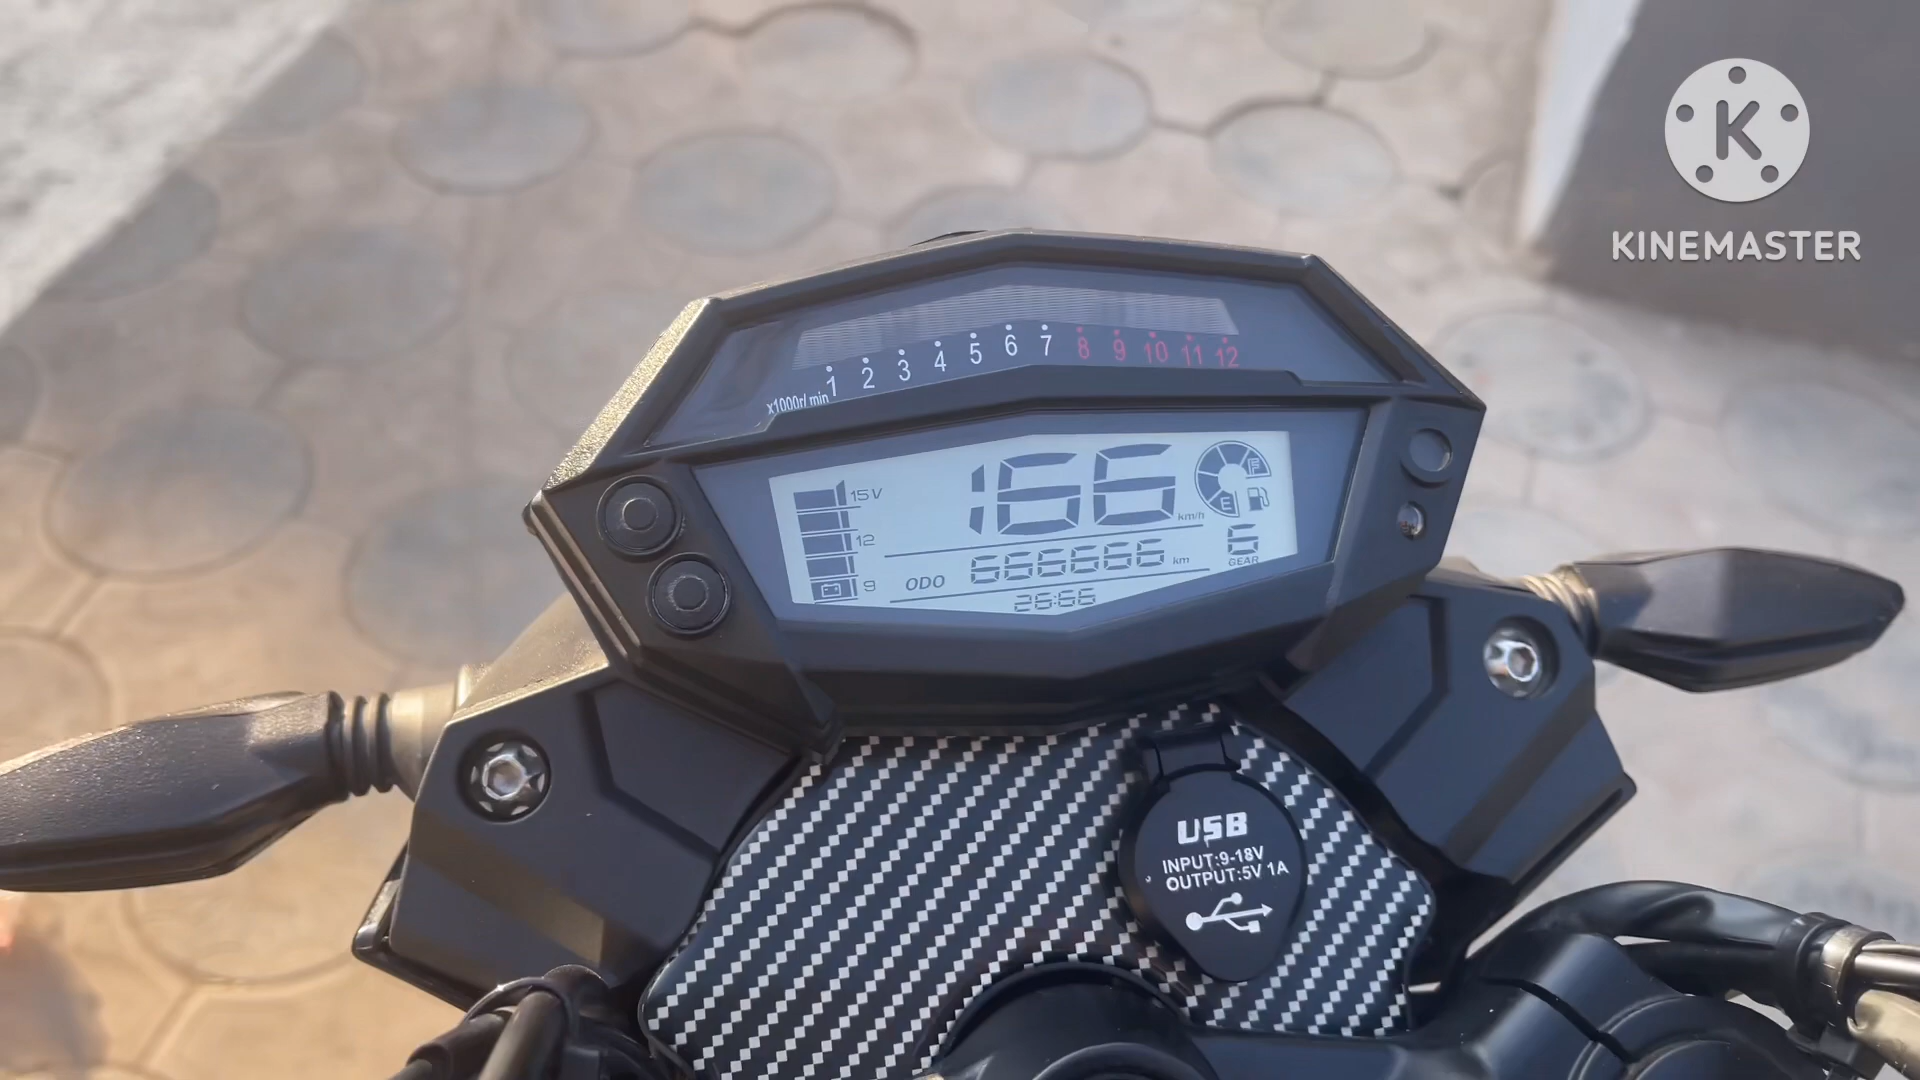 K
KINEMASTER
1 2 3 4 5 6 7 8 9 10 11 12
x1000r/min
15V
12
9
166
km/h
F
E
ODO 666666 km
6
GEAR
26:66
USB
INPUT:9-18V
OUTPUT:5V 1A